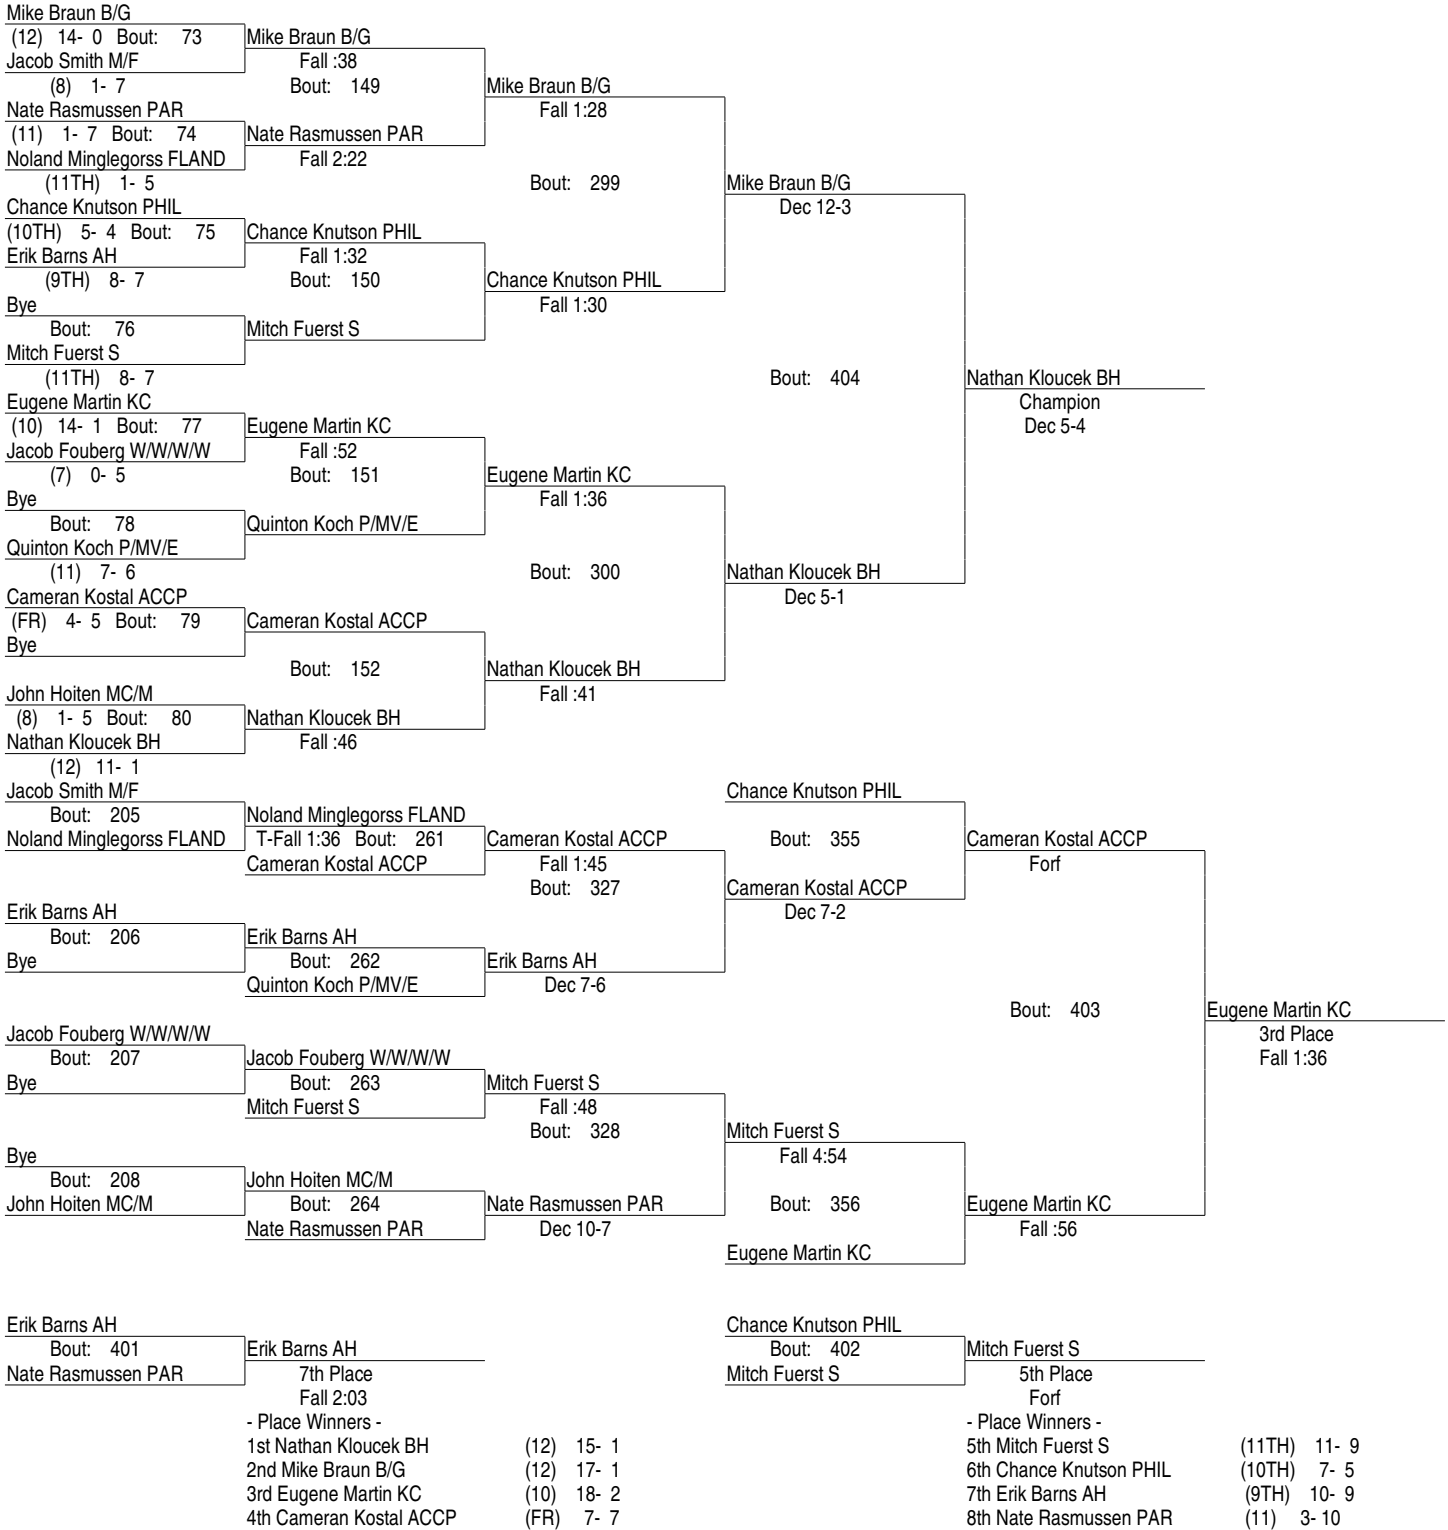 Mike Braun B/G
(12) 14- 0 Bout: 73 Mike Braun B/G
Jacob Smith M/F Fall :38
(8) 1- 7 Bout: 149 Mike Braun B/G
Nate Rasmussen PAR Fall 1:28
(11) 1- 7 Bout: 74 Nate Rasmussen PAR
Noland Minglegorss FLAND Fall 2:22
(11TH) 1- 5 Bout: 299 Mike Braun B/G
Chance Knutson PHIL Dec 12-3
(10TH) 5- 4 Bout: 75 Chance Knutson PHIL
Erik Barns AH Fall 1:32
(9TH) 8- 7 Bout: 150 Chance Knutson PHIL
Bye Fall 1:30
Bout: 76 Mitch Fuerst S
Mitch Fuerst S
(11TH) 8- 7 Bout: 404 Nathan Kloucek BH
Eugene Martin KC Champion
(10) 14- 1 Bout: 77 Eugene Martin KC Dec 5-4
Jacob Fouberg W/W/W/W Fall :52
(7) 0- 5 Bout: 151 Eugene Martin KC
Bye Fall 1:36
Bout: 78 Quinton Koch P/MV/E
Quinton Koch P/MV/E
(11) 7- 6 Bout: 300 Nathan Kloucek BH
Cameran Kostal ACCP Dec 5-1
(FR) 4- 5 Bout: 79 Cameran Kostal ACCP
Bye
Bout: 152 Nathan Kloucek BH
John Hoiten MC/M Fall :41
(8) 1- 5 Bout: 80 Nathan Kloucek BH
Nathan Kloucek BH Fall :46
(12) 11- 1
Jacob Smith M/F Chance Knutson PHIL
Bout: 205 Noland Minglegorss FLAND
Noland Minglegorss FLAND T-Fall 1:36 Bout: 261 Cameran Kostal ACCP Bout: 355 Cameran Kostal ACCP
Cameran Kostal ACCP Fall 1:45 Forf
Bout: 327 Cameran Kostal ACCP
Erik Barns AH Dec 7-2
Bout: 206 Erik Barns AH
Bye Bout: 262 Erik Barns AH
Quinton Koch P/MV/E Dec 7-6
Bout: 403 Eugene Martin KC
Jacob Fouberg W/W/W/W 3rd Place
Bout: 207 Jacob Fouberg W/W/W/W Fall 1:36
Bye Bout: 263 Mitch Fuerst S
Mitch Fuerst S Fall :48
Bout: 328 Mitch Fuerst S
Bye Fall 4:54
Bout: 208 John Hoiten MC/M
John Hoiten MC/M Bout: 264 Nate Rasmussen PAR Bout: 356 Eugene Martin KC
Nate Rasmussen PAR Dec 10-7 Fall :56
Eugene Martin KC
Erik Barns AH Chance Knutson PHIL
Bout: 401 Erik Barns AH Bout: 402 Mitch Fuerst S
Nate Rasmussen PAR 7th Place Mitch Fuerst S 5th Place
Fall 2:03 Forf
- Place Winners - - Place Winners -
1st Nathan Kloucek BH (12) 15- 1 5th Mitch Fuerst S (11TH) 11- 9
2nd Mike Braun B/G (12) 17- 1 6th Chance Knutson PHIL (10TH) 7- 5
3rd Eugene Martin KC (10) 18- 2 7th Erik Barns AH (9TH) 10- 9
4th Cameran Kostal ACCP (FR) 7- 7 8th Nate Rasmussen PAR (11) 3- 10